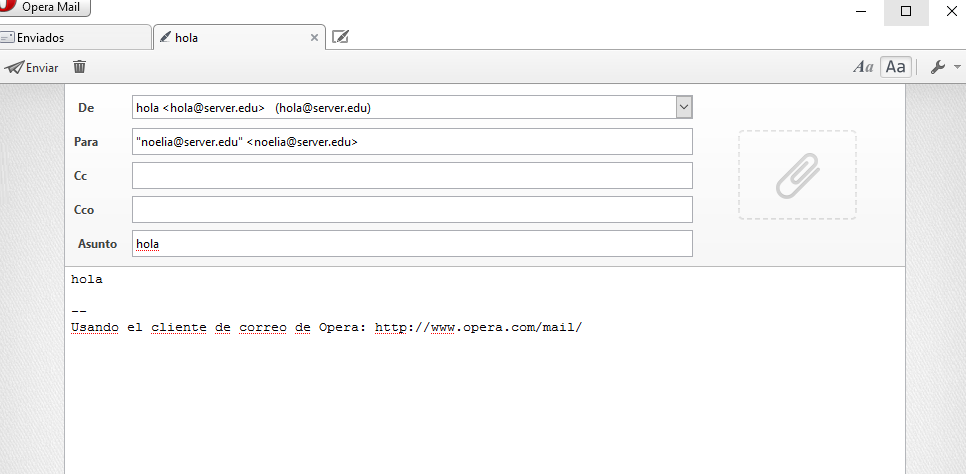 Opera Mail
Enviados
hola
Enviar
Aa
Aa
De
hola <hola@server.edu> (hola@server.edu)
Para
"noelia@server.edu" <noelia@server.edu>
Cc
Cco
Asunto
hola
hola
--
Usando el cliente de correo de Opera: http://www.opera.com/mail/